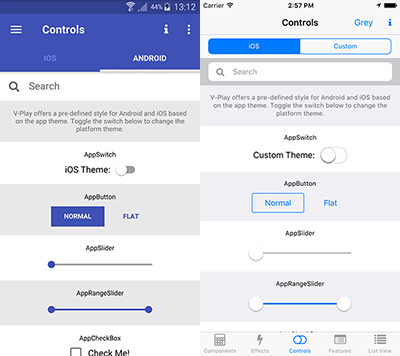 44% 13:12
Controls
IOS
ANDROID
Search
V-Play offers a pre-defined style for Android and iOS based
on the app theme. Toggle the switch below to change the
platform theme.
AppSwitch
iOS Theme:
AppButton
NORMAL
FLAT
AppSlider
AppRangeSlider
AppCheckBox
Check Me!
Carrier
2:57 PM
Controls
Grey
iOS
Custom
Search
V-Play offers a pre-defined style for Android and iOS based on
the app theme. Toggle the switch below to change the platform
theme.
AppSwitch
Custom Theme:
AppButton
Normal
Flat
AppSlider
AppRangeSlider
Components
Effects
Controls
Features
List View